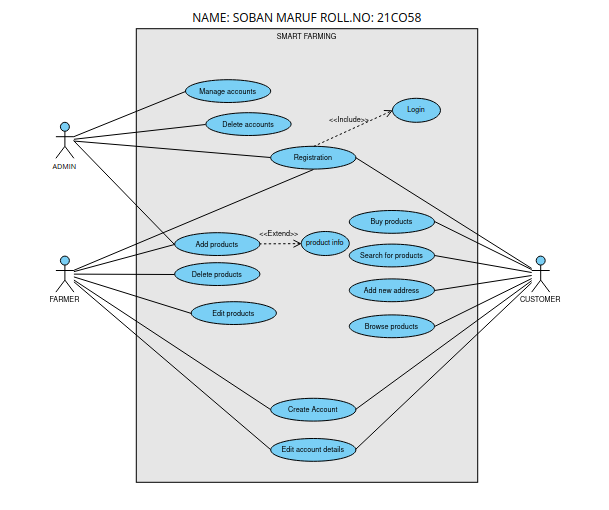 NAME: SOBAN MARUF ROLL.NO: 21CO58
SMART FARMING
Manage accounts
Delete accounts
<<Include>>
Login
ADMIN
Registration
Buy products
<<Extend>>
Add products
product info
Search for products
Delete products
Add new address
FARMER
CUSTOMER
Edit products
Browse products
Create Account
Edit account details